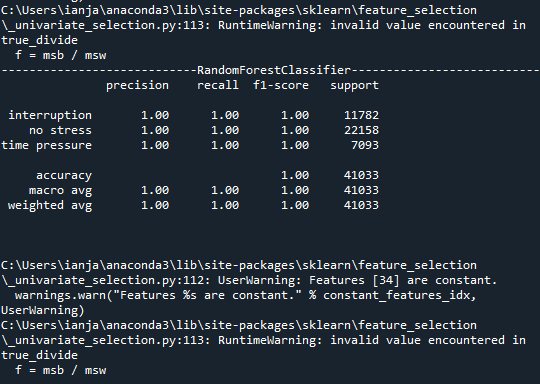 C:\Users\ianja\anaconda3\lib\site-packages\sklearn\feature_selection
\_univariate_selection.py:113: RuntimeWarning: invalid value encountered in
true_divide
  f = msb / msw
----------------------------RandomForestClassifier---------------------------
               precision    recall  f1-score   support

 interruption       1.00      1.00      1.00     11782
    no stress       1.00      1.00      1.00     22158
time pressure       1.00      1.00      1.00      7093

     accuracy                           1.00     41033
    macro avg       1.00      1.00      1.00     41033
 weighted avg       1.00      1.00      1.00     41033

C:\Users\ianja\anaconda3\lib\site-packages\sklearn\feature_selection
\_univariate_selection.py:112: UserWarning: Features [34] are constant.
  warnings.warn("Features %s are constant." % constant_features_idx,
UserWarning)
C:\Users\ianja\anaconda3\lib\site-packages\sklearn\feature_selection
\_univariate_selection.py:113: RuntimeWarning: invalid value encountered in
true_divide
  f = msb / msw